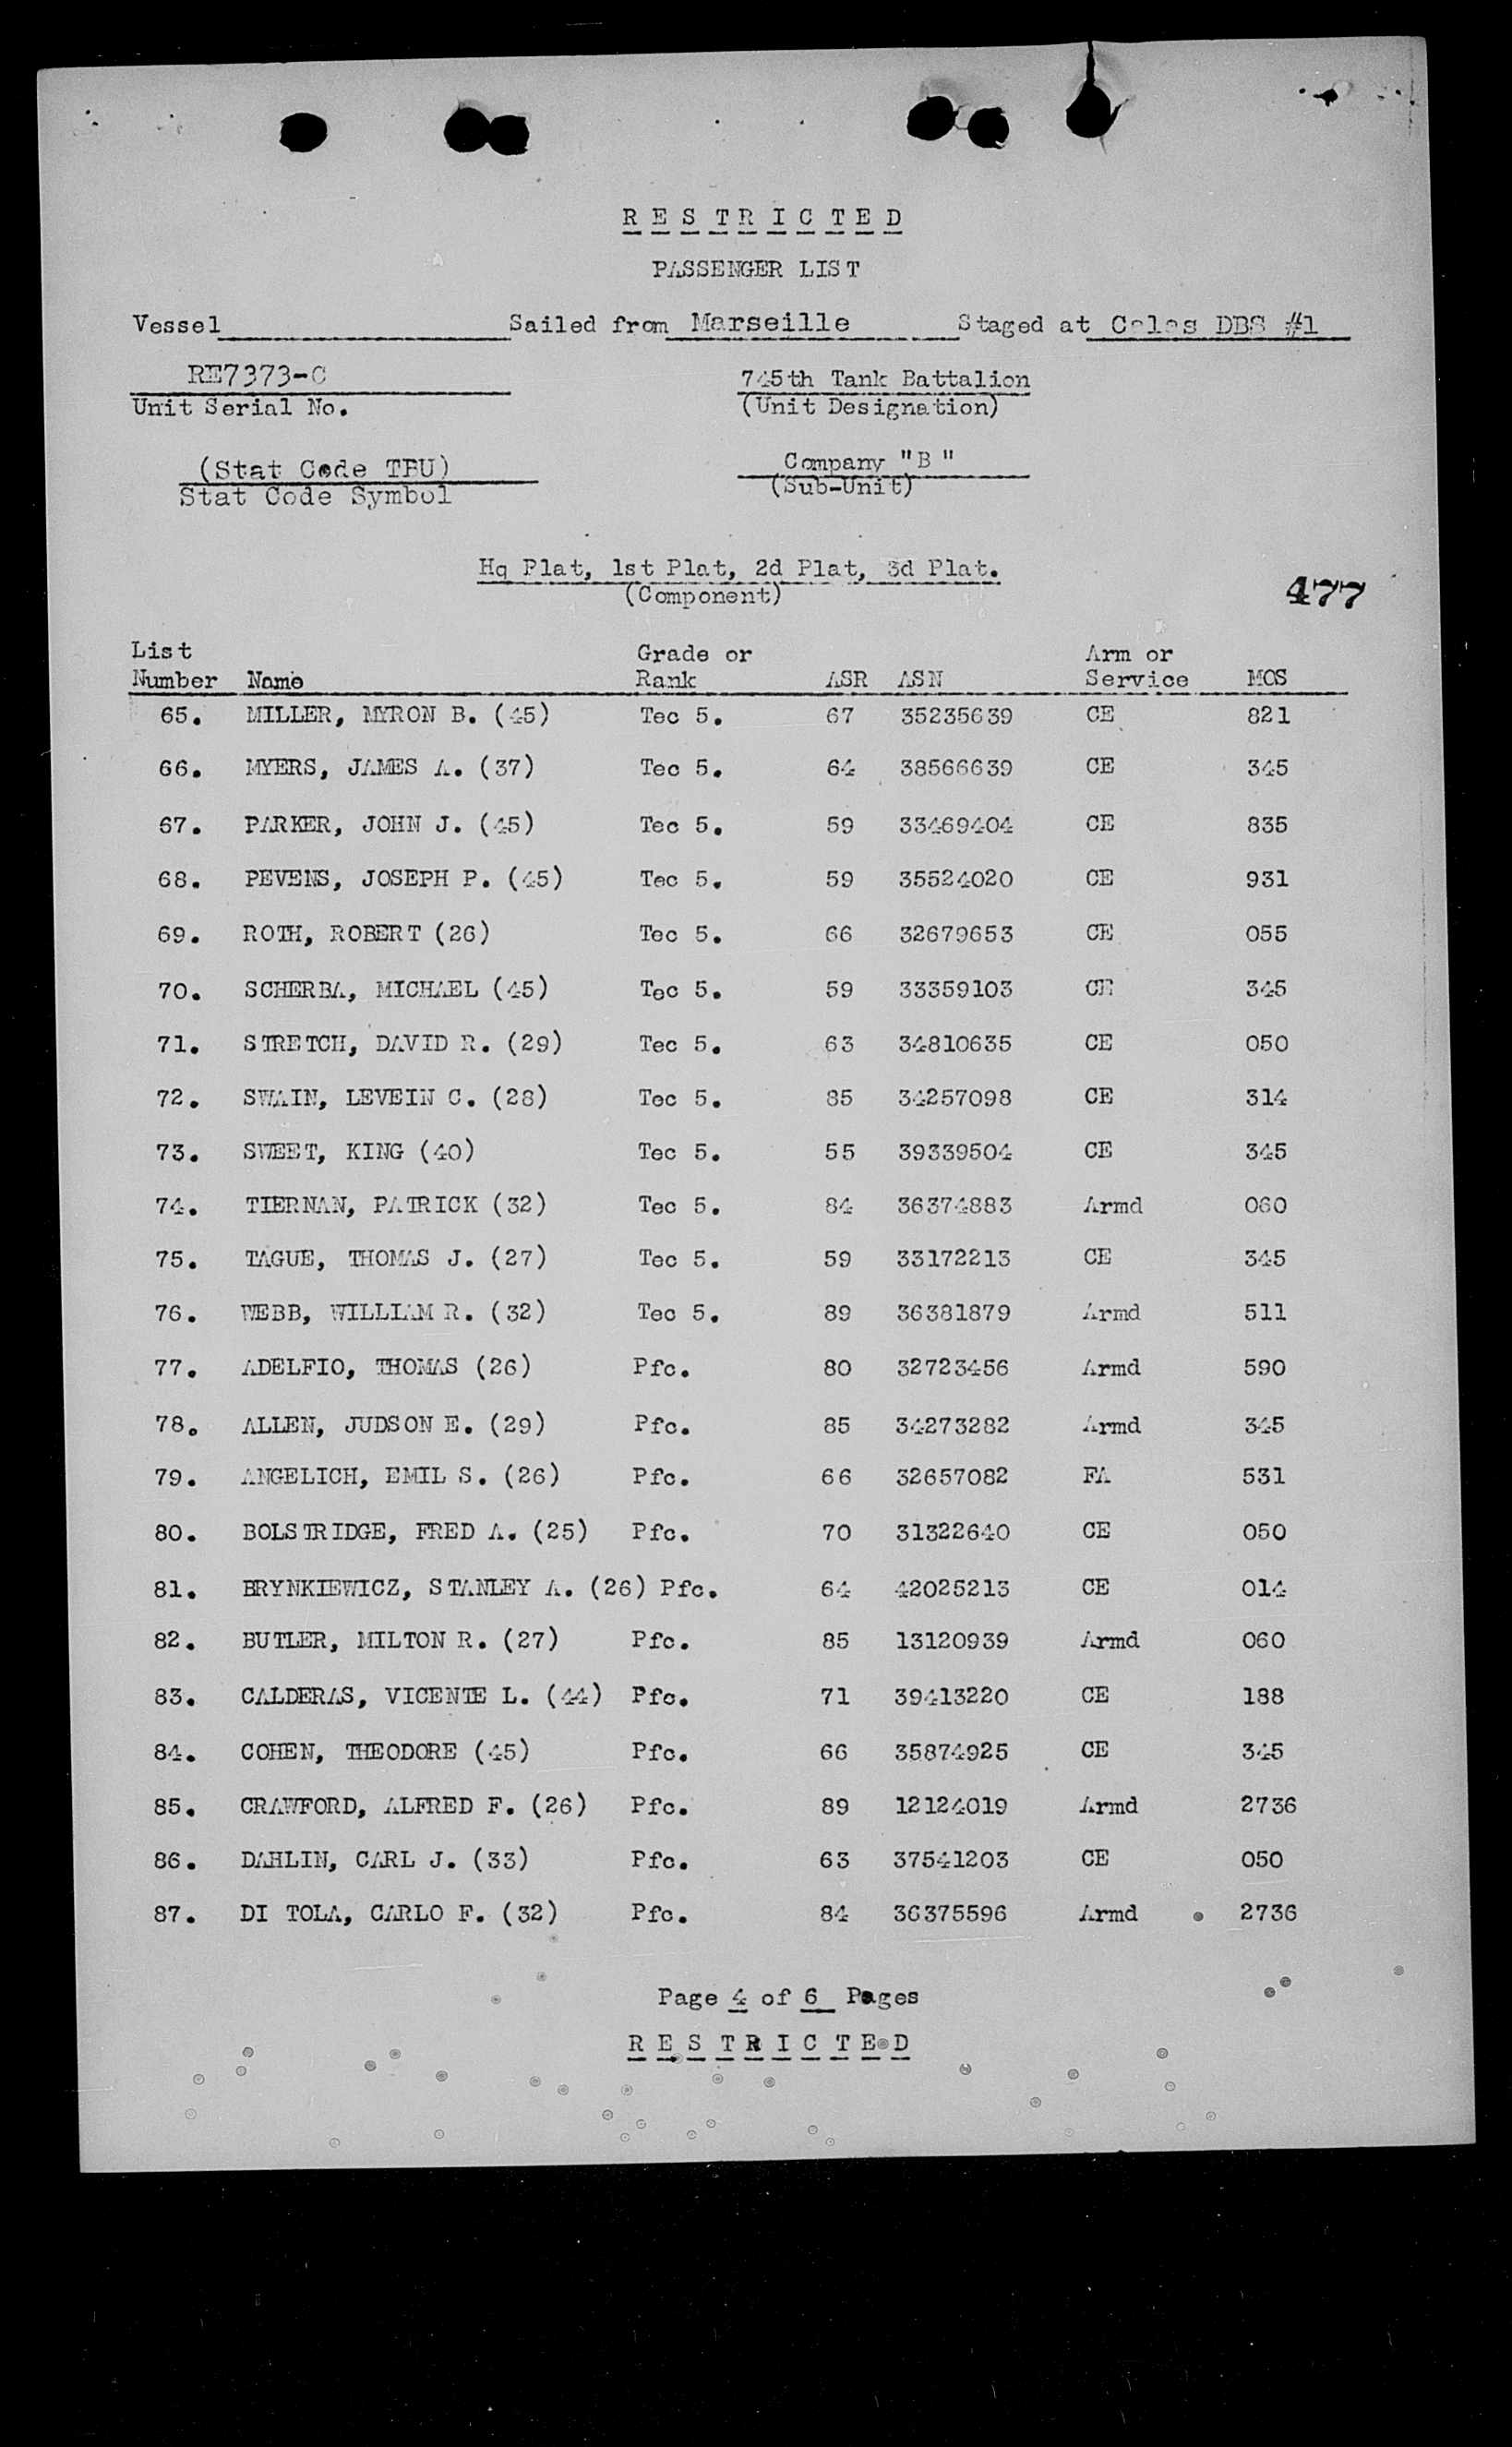 RESTRICTED
PASSENGER LIST
Vessel Sailed from Marseille Staged at Calas DBS #1
RE7373-C 745th Tank Battalion
Unit Serial No. (Unit Designation)
(Stat Code TBU) Company "B"
Stat Code Symbol (Sub-Unit)
Hq Plat, 1st Plat, 2d Plat, 3d Plat.
(Component)
477
List Grade or Arm or
Number Name Rank ASR ASN Service MOS
65. MILLER, MYRON B. (45) Tec 5. 67 35235639 CE 821
66. MYERS, JAMES A. (37) Tec 5. 64 38566639 CE 345
67. PARKER, JOHN J. (45) Tec 5. 59 33469404 CE 835
68. PEVENS, JOSEPH P. (45) Tec 5. 59 35524020 CE 931
69. ROTH, ROBERT (26) Tec 5. 66 32679653 CE 055
70. SCHERBA, MICHAEL (45) Tec 5. 59 33359103 CE 345
71. STRETCH, DAVID R. (29) Tec 5. 63 34810635 CE 050
72. SWAIN, LEVEIN C. (28) Tec 5. 85 34257098 CE 314
73. SWEET, KING (40) Tec 5. 55 39339504 CE 345
74. TIERNAN, PATRICK (32) Tec 5. 84 36374883 Armd 060
75. TAGUE, THOMAS J. (27) Tec 5. 59 33172213 CE 345
76. WEBB, WILLIAM R. (32) Tec 5. 89 36381879 Armd 511
77. ADELFIO, THOMAS (26) Pfc. 80 32723456 Armd 590
78. ALLEN, JUDSON E. (29) Pfc. 85 34273282 Armd 345
79. ANGELICH, EMIL S. (26) Pfc. 66 32657082 FA 531
80. BOLSTRIDGE, FRED A. (25) Pfc. 70 31322640 CE 050
81. BRYNKIEWICZ, STANLEY A. (26) Pfc. 64 42025213 CE 014
82. BUTLER, MILTON R. (27) Pfc. 85 13120939 Armd 060
83. CALDERAS, VICENTE L. (44) Pfc. 71 39413220 CE 188
84. COHEN, THEODORE (45) Pfc. 66 35874925 CE 345
85. CRAWFORD, ALFRED F. (26) Pfc. 89 12124019 Armd 2736
86. DAHLIN, CARL J. (33) Pfc. 63 37541203 CE 050
87. DI TOLA, CARLO F. (32) Pfc. 84 36375596 Armd 2736
Page 4 of 6 Pages
RESTRICTED